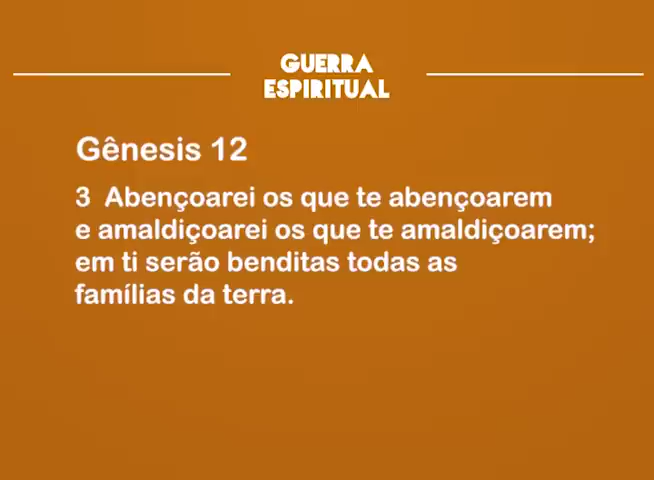 GUERRA
ESPIRITUAL
Gênesis 12
3 Abençoarei os que te abençoarem
e amaldiçoarei os que te amaldiçoarem;
em ti serão benditas todas as
famílias da terra.